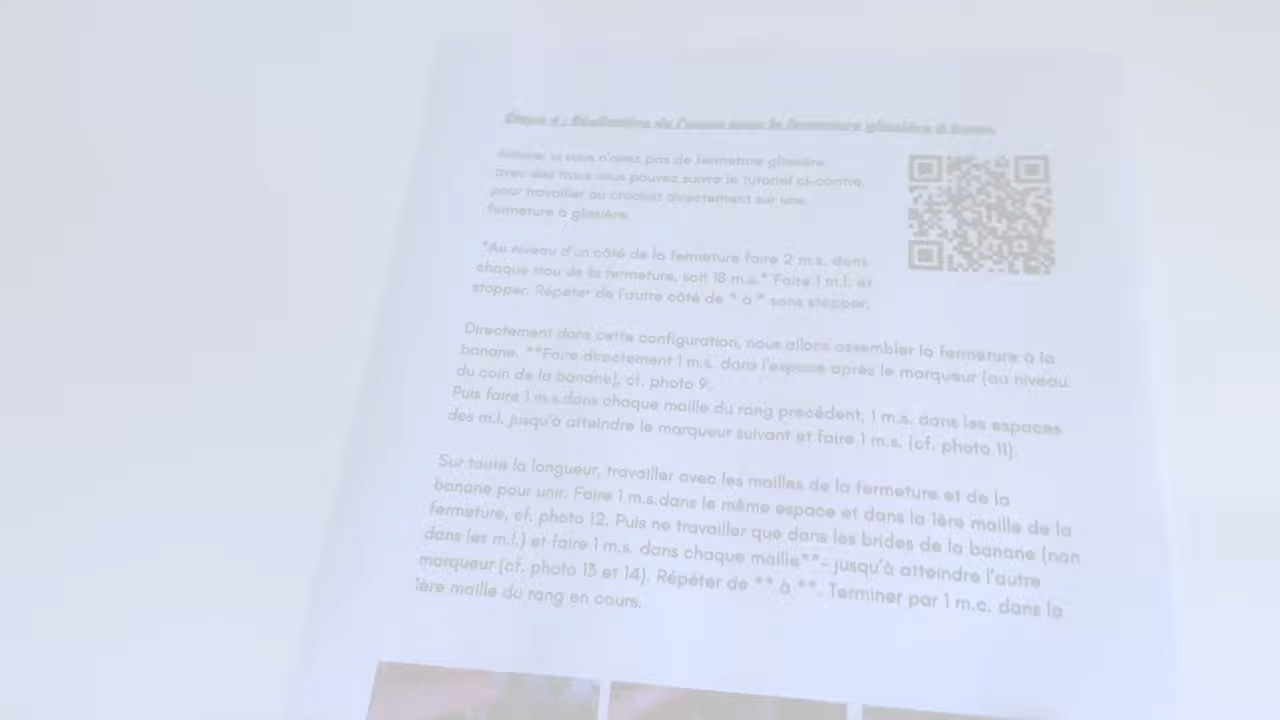 Étape 4 : Réalisation de l'union avec la fermeture glissière à trous
si vous n'avez pas de fermeture glissière
avec des trous vous pouvez suivre le tutoriel ci-contre,
pour travailler au crochet directement sur une
fermeture à glissière.
*Au niveau d'un côté de la fermeture faire 2 m.s. dans
chaque trou de la fermeture, soit 18 m.s.* Faire 1 m.l. et
stopper. Répéter de l'autre côté de * à * sans stopper.
Directement dans cette configuration, nous allons assembler la fermeture à la
banane. **Faire directement 1 m.s. dans l'espace après le marqueur (au niveau
du coin de la banane), cf. photo 9.
Puis faire 1 m.s.dans chaque maille du rang precédent, 1 m.s. dans les espaces
des m.l. jusqu'à atteindre le marqueur suivant et faire 1 m.s. (cf. photo 11).
Sur toute la longueur, travailler avec les mailles de la fermeture et de la
banane pour unir. Faire 1 m.s.dans le même espace et dans la 1ère maille de la
fermeture, cf. photo 12. Puis ne travailler que dans les brides de la banane (non
dans les m.l.) et faire 1 m.s. dans chaque maille**- jusqu'à atteindre l'autre
marqueur (cf. photo 13 et 14). Répéter de ** à **. Terminer par 1 m.c. dans la
1ère maille du rang en cours.